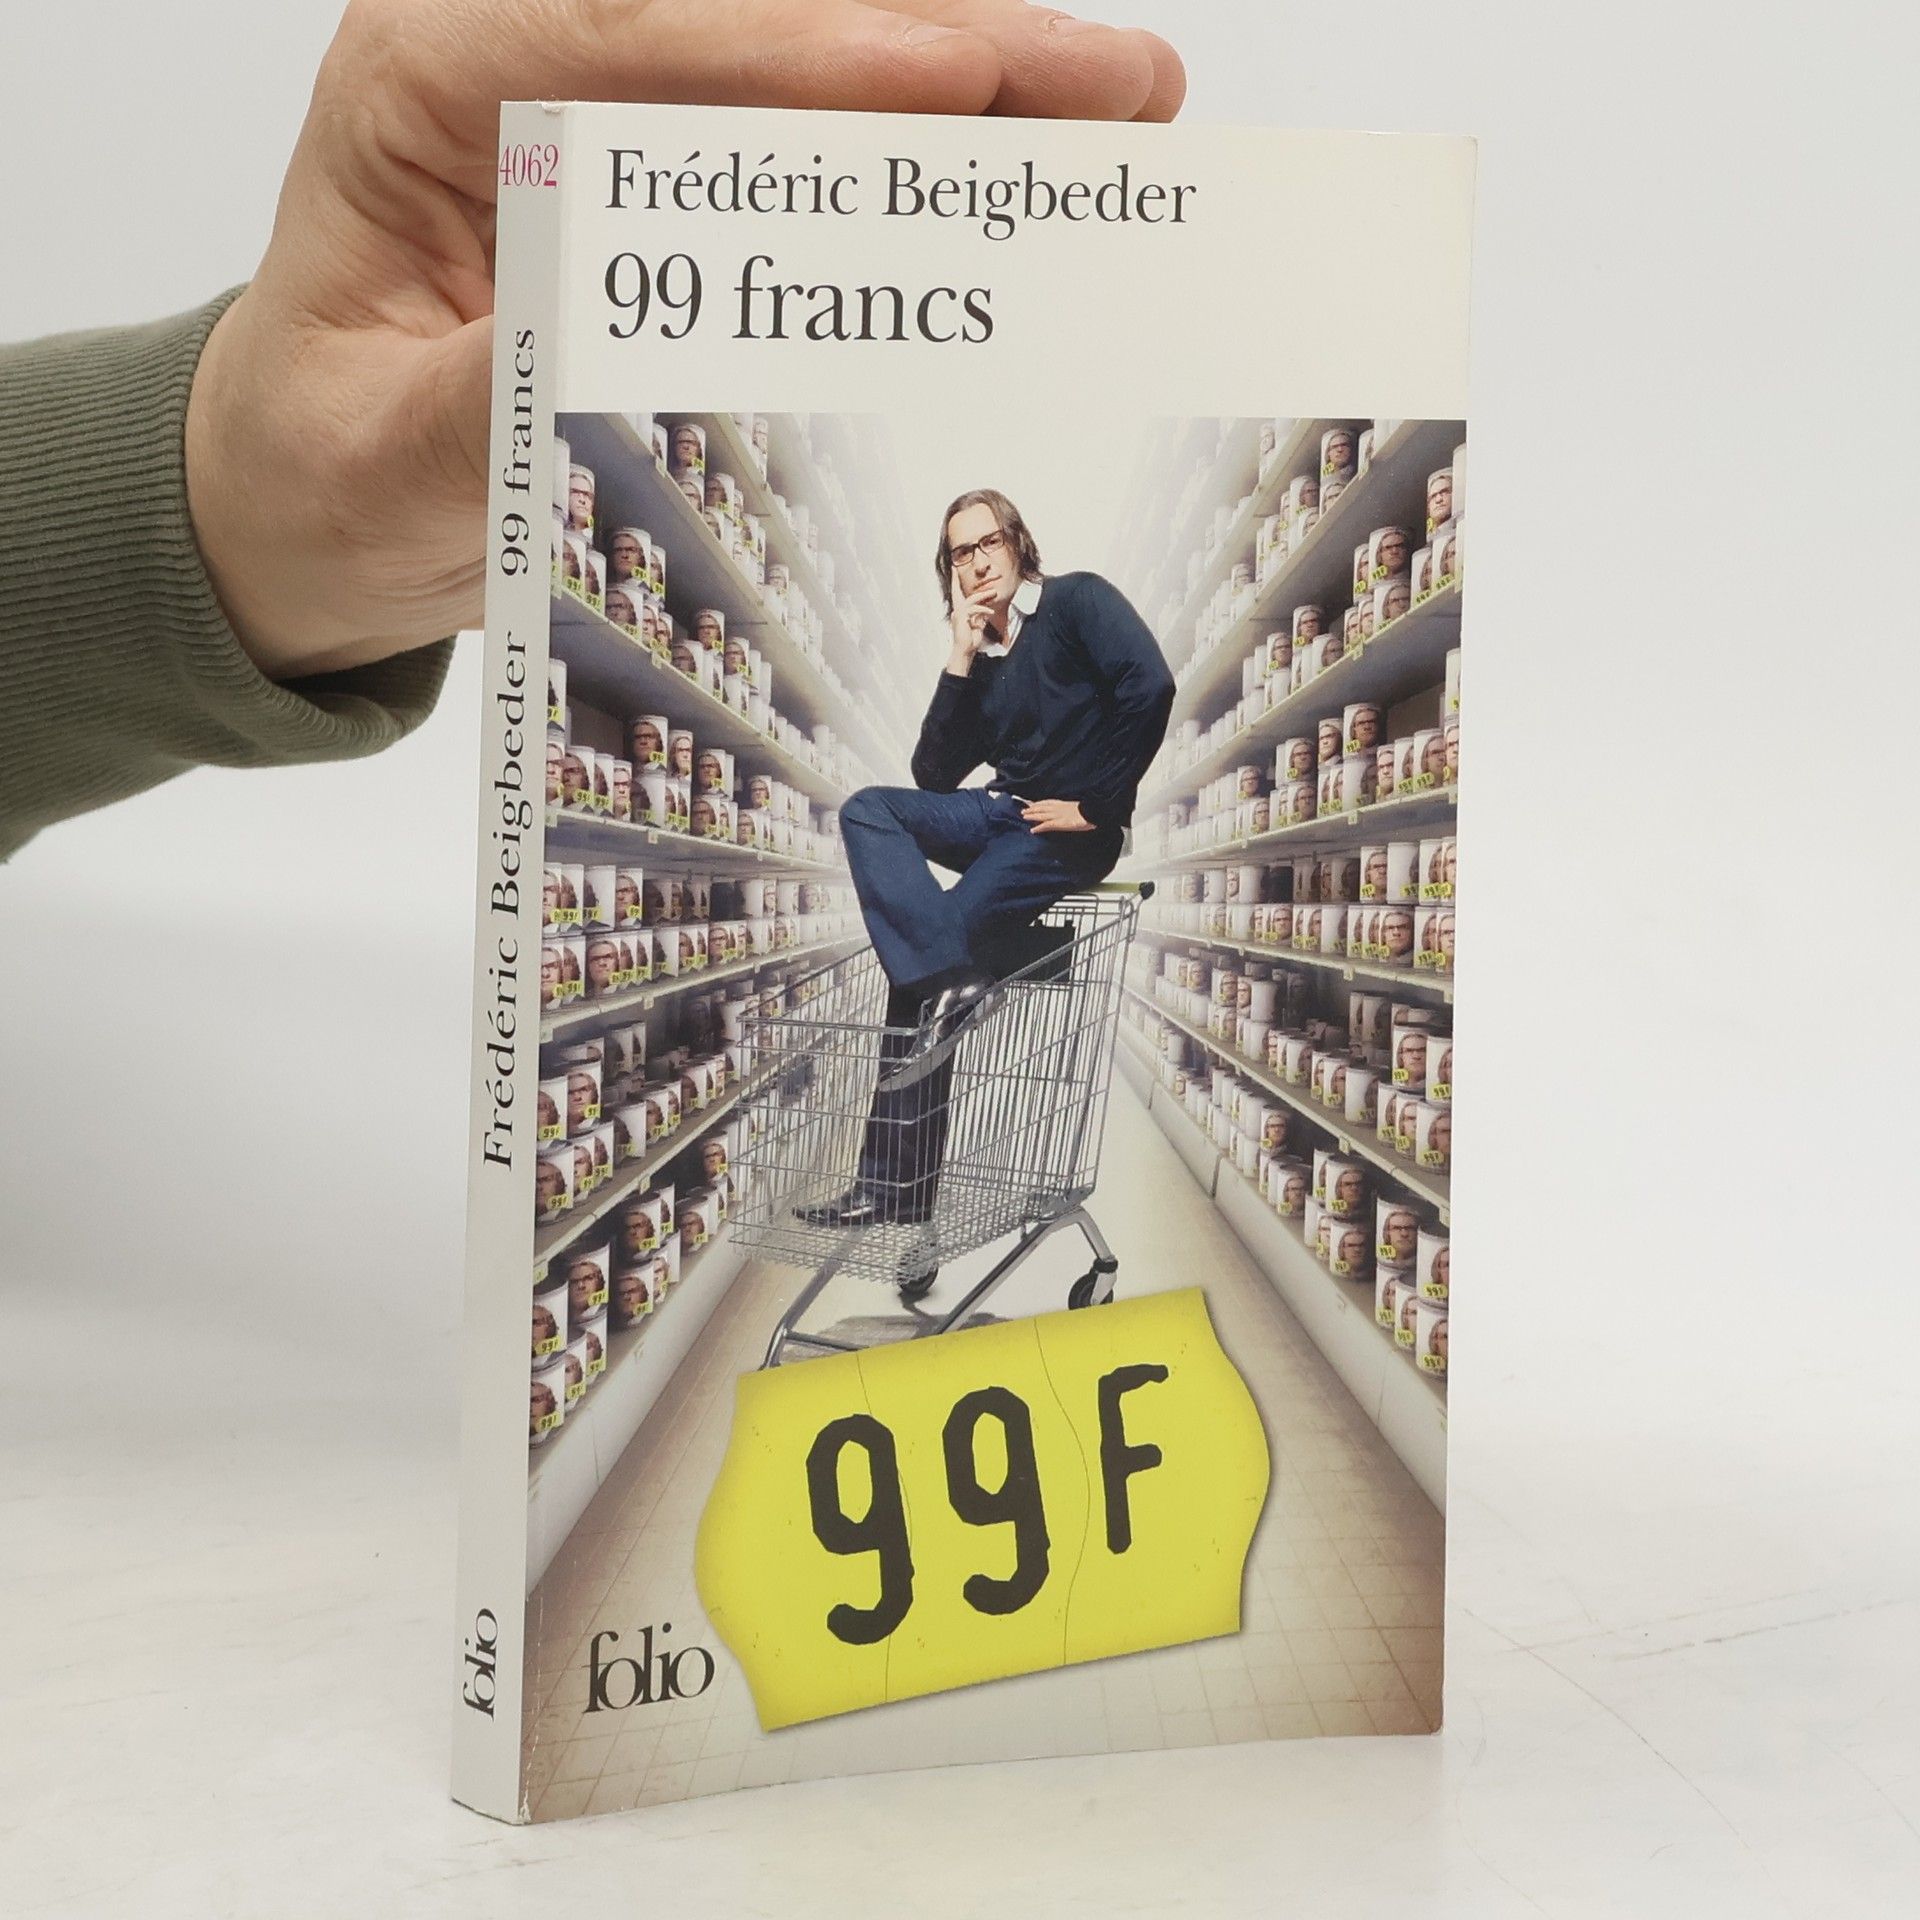 4062
Frédéric Beigbeder 99 francs
folio
Frédéric Beigbeder
99 francs
99F
folio